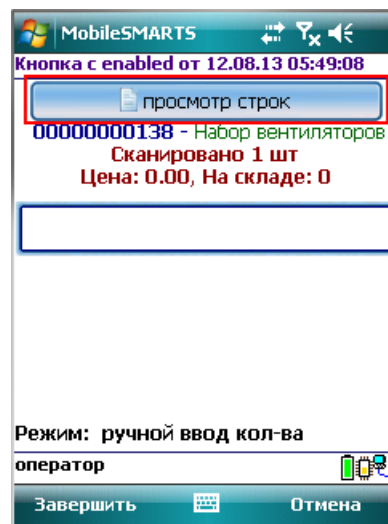 MobileSMARTS
Кнопка с enabled от 12.08.13 05:49:08
просмотр строк
00000000138 - Набор вентиляторов
Сканировано 1 шт
Цена: 0.00, На складе: 0
Режим: ручной ввод кол-ва
оператор
Завершить Отмена